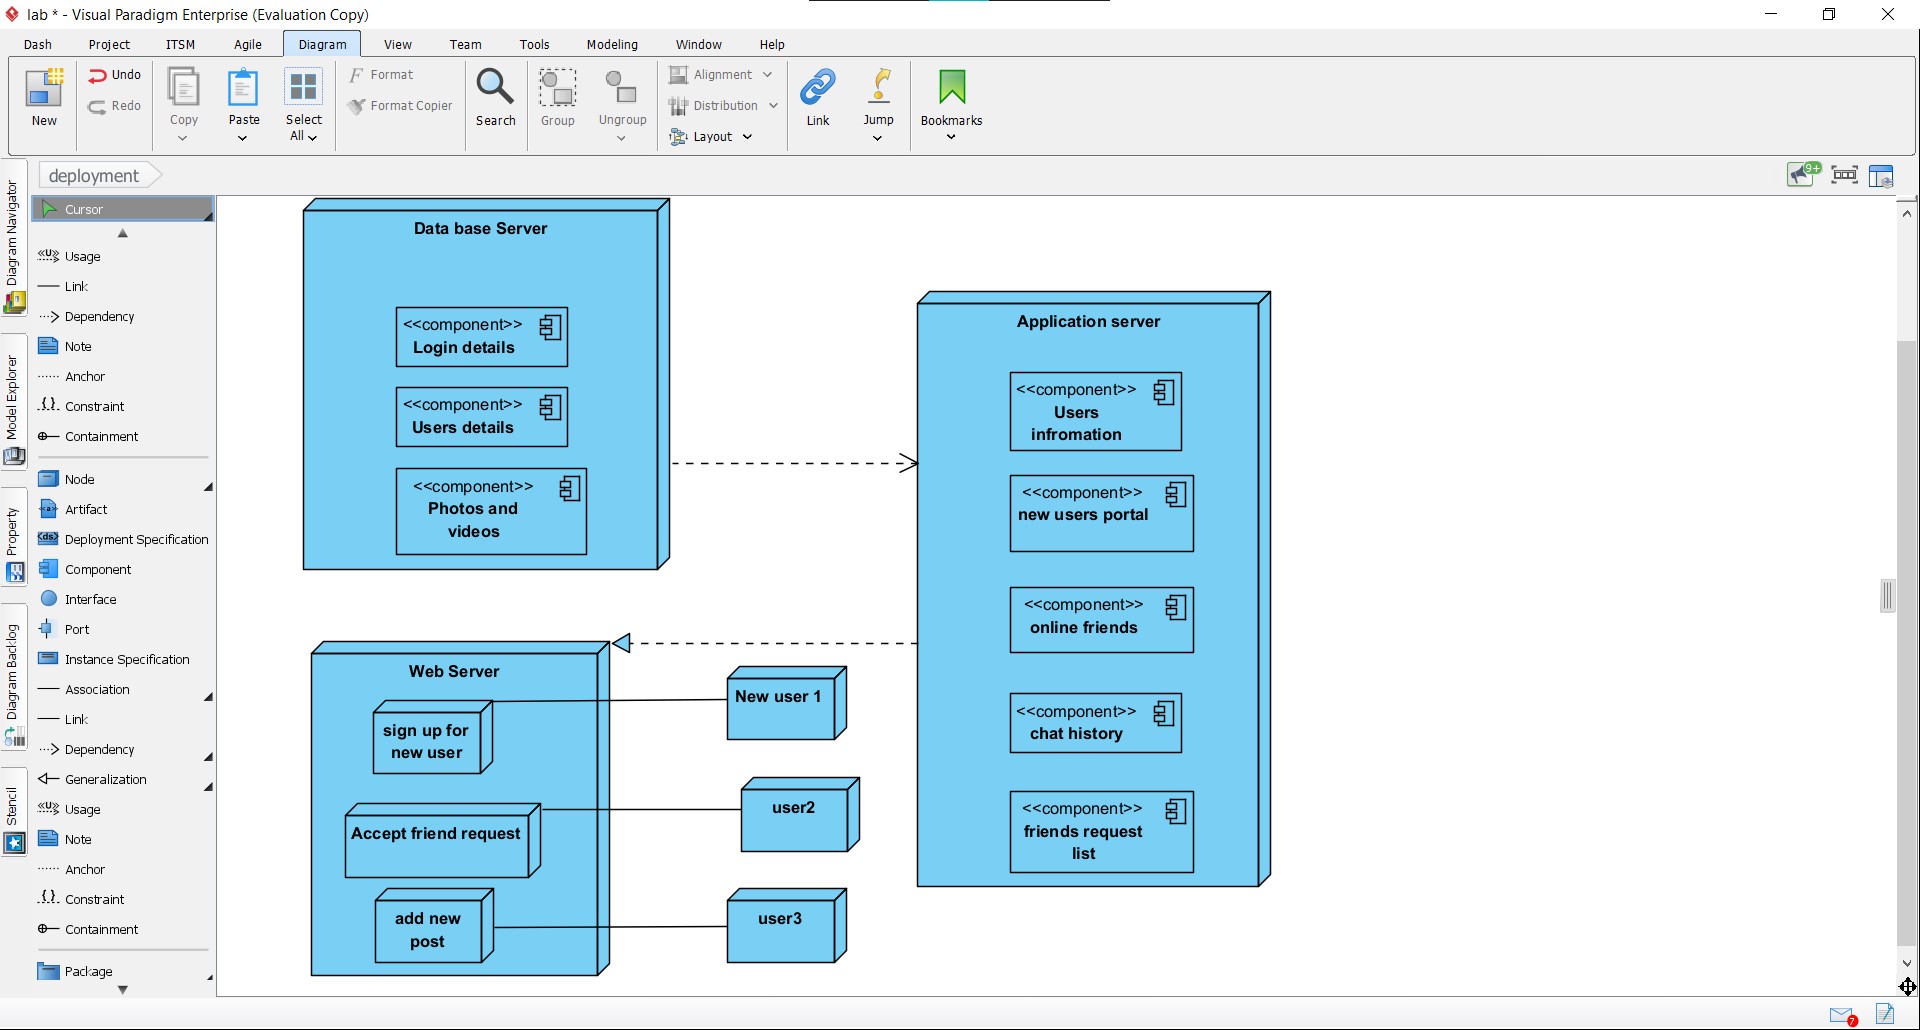 lab * - Visual Paradigm Enterprise (Evaluation Copy)
Dash Project ITSM Agile Diagram View Team Tools Modeling Window Help
New
Undo
Redo
Copy
Paste
Select
All
Format
Format Copier
Search
Group
Ungroup
Alignment
Distribution
Layout
Link
Jump
Bookmarks
deployment
9+
Diagram Navigator
Model Explorer
Property
Diagram Backlog
Stencil
Cursor
<<U>> Usage
Link
Dependency
Note
Anchor
{} Constraint
Containment
Node
<a> Artifact
<ds> Deployment Specification
Component
Interface
Port
Instance Specification
Association
Link
Dependency
Generalization
<<U>> Usage
Note
Anchor
{} Constraint
Containment
Package
Data base Server
<<component>>
Login details
<<component>>
Users details
<<component>>
Photos and
videos
Application server
<<component>>
Users
infromation
<<component>>
new users portal
<<component>>
online friends
<<component>>
chat history
<<component>>
friends request
list
Web Server
sign up for
new user
Accept friend request
add new
post
New user 1
user2
user3
7